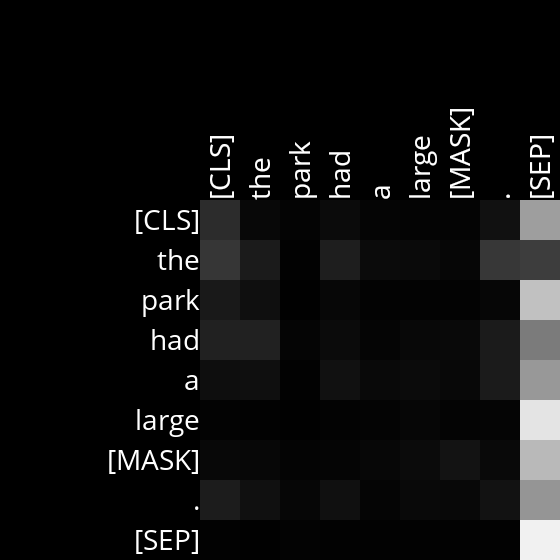 [CLS] the park had a large [MASK] . [SEP]
[CLS]
the
park
had
a
large
[MASK]
.
[SEP]